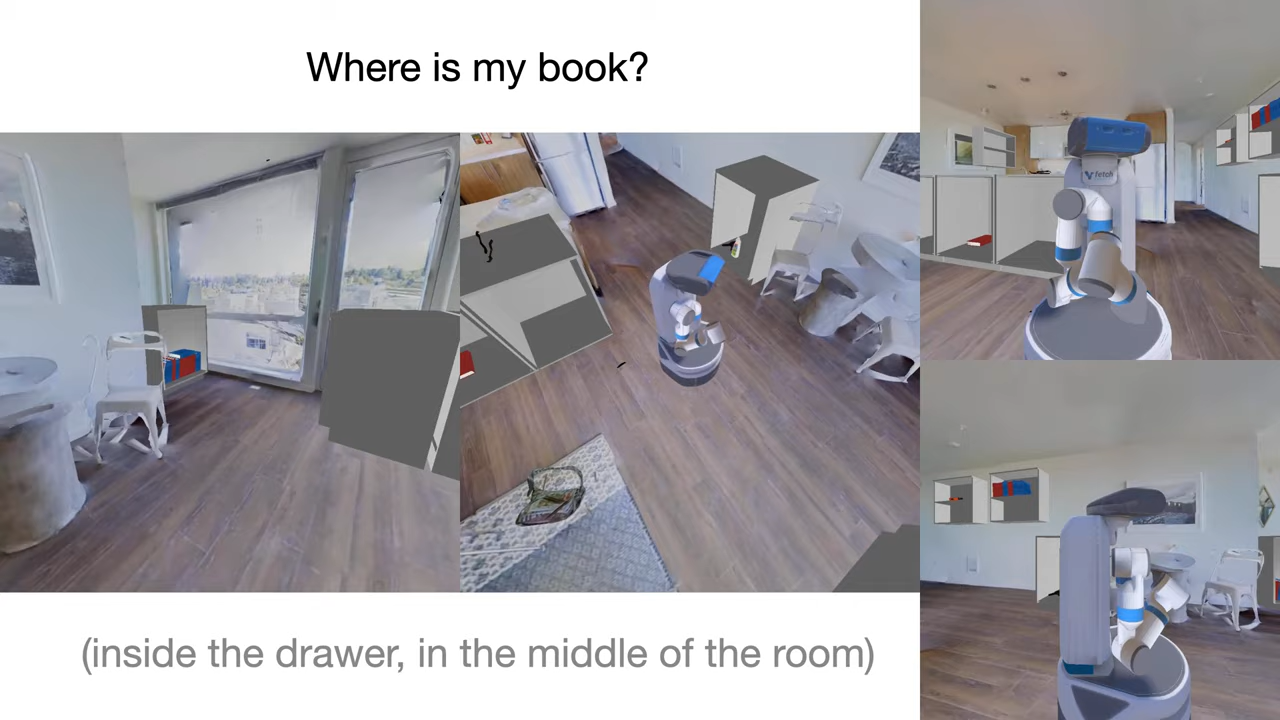 Where is my book?
fetch
(inside the drawer, in the middle of the room)